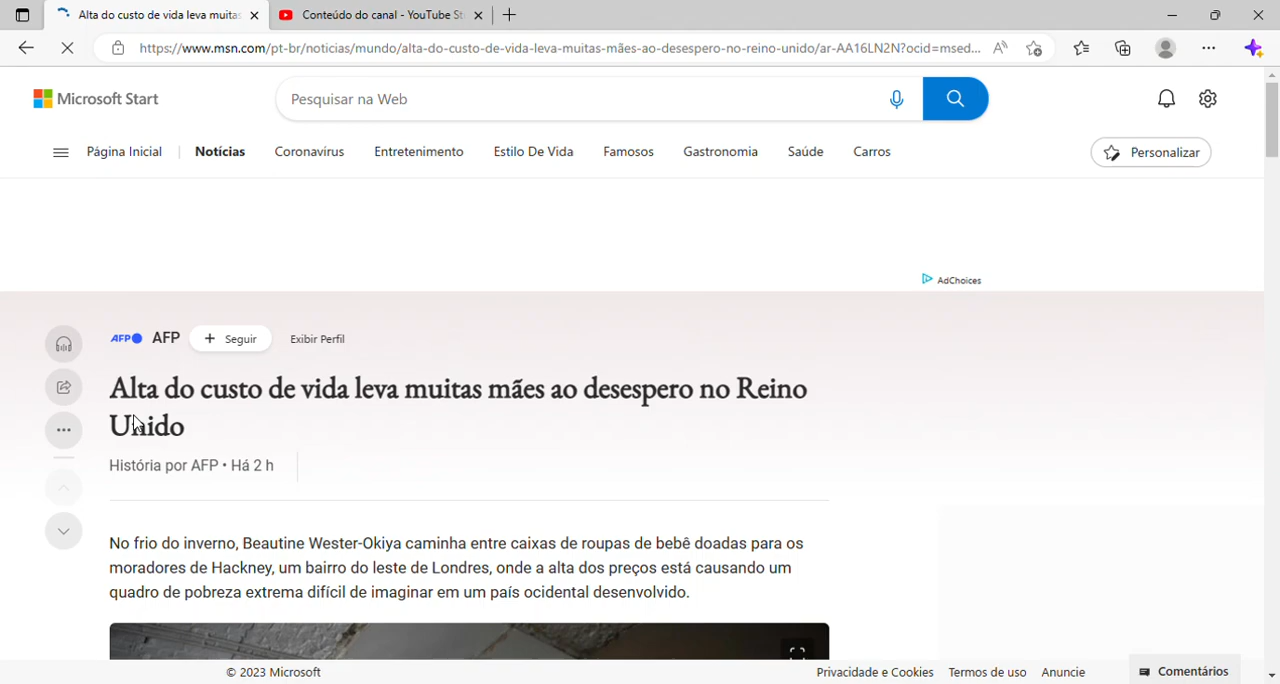 Alta do custo de vida leva muitas
Conteúdo do canal - YouTube St
https://www.msn.com/pt-br/noticias/mundo/alta-do-custo-de-vida-leva-muitas-mães-ao-desespero-no-reino-unido/ar-AA16LN2N?ocid=msed...
Microsoft Start
Pesquisar na Web
Página Inicial
Notícias
Coronavírus
Entretenimento
Estilo De Vida
Famosos
Gastronomia
Saúde
Carros
Personalizar
AdChoices
AFP AFP
Seguir
Exibir Perfil
Alta do custo de vida leva muitas mães ao desespero no Reino
Unido
História por AFP • Há 2 h
No frio do inverno, Beautine Wester-Okiya caminha entre caixas de roupas de bebê doadas para os
moradores de Hackney, um bairro do leste de Londres, onde a alta dos preços está causando um
quadro de pobreza extrema difícil de imaginar em um país ocidental desenvolvido.
© 2023 Microsoft
Privacidade e Cookies
Termos de uso
Anuncie
Comentários